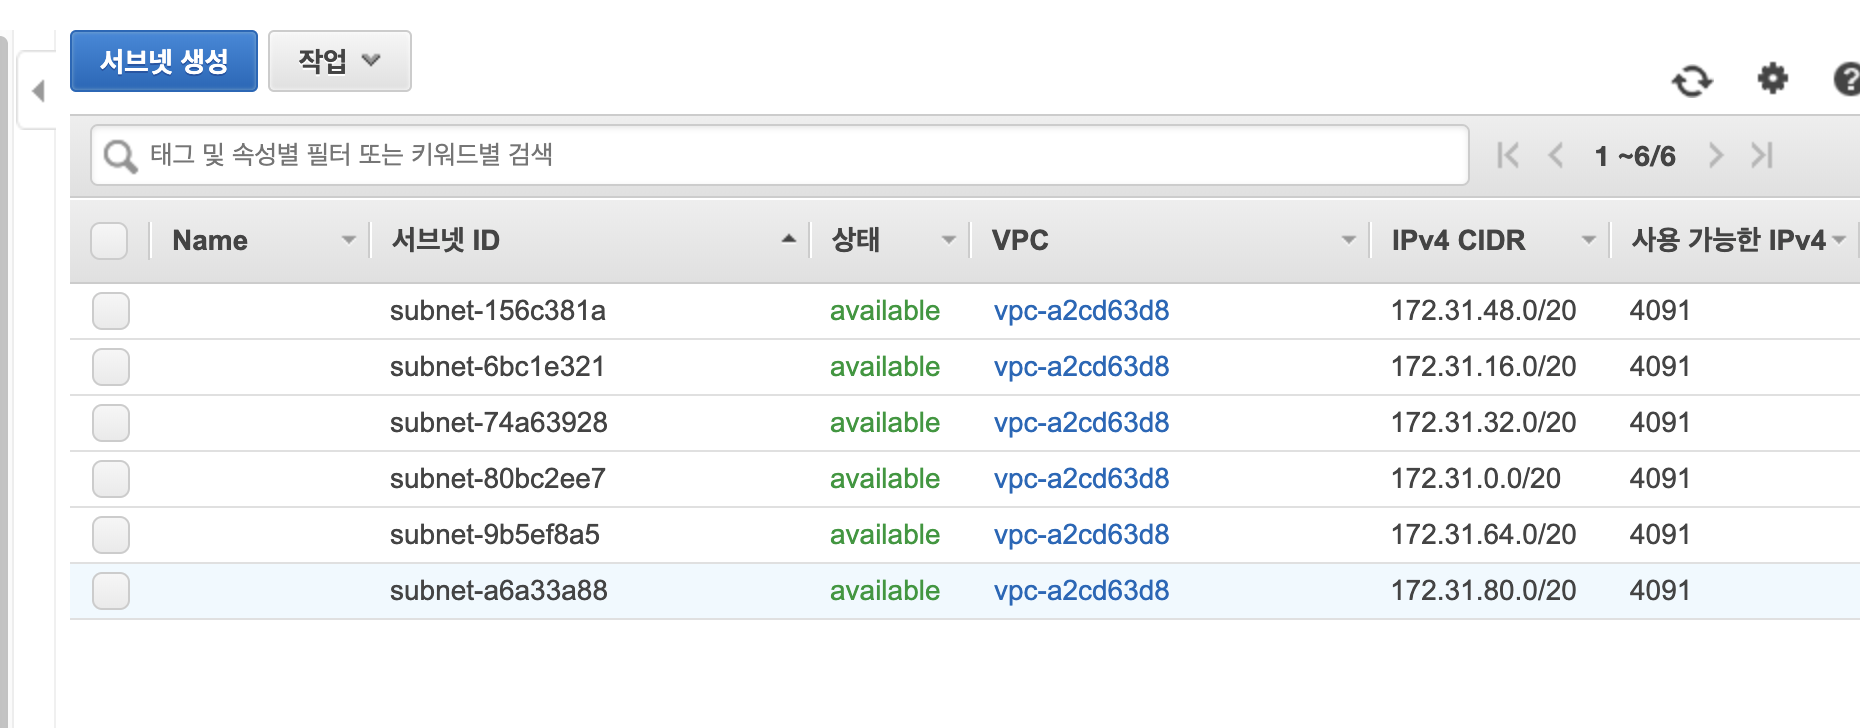 서브넷 생성 작업
태그 및 속성별 필터 또는 키워드별 검색 1 ~6/6
Name 서브넷 ID 상태 VPC IPv4 CIDR 사용 가능한 IPv4
subnet-156c381a available vpc-a2cd63d8 172.31.48.0/20 4091
subnet-6bc1e321 available vpc-a2cd63d8 172.31.16.0/20 4091
subnet-74a63928 available vpc-a2cd63d8 172.31.32.0/20 4091
subnet-80bc2ee7 available vpc-a2cd63d8 172.31.0.0/20 4091
subnet-9b5ef8a5 available vpc-a2cd63d8 172.31.64.0/20 4091
subnet-a6a33a88 available vpc-a2cd63d8 172.31.80.0/20 4091